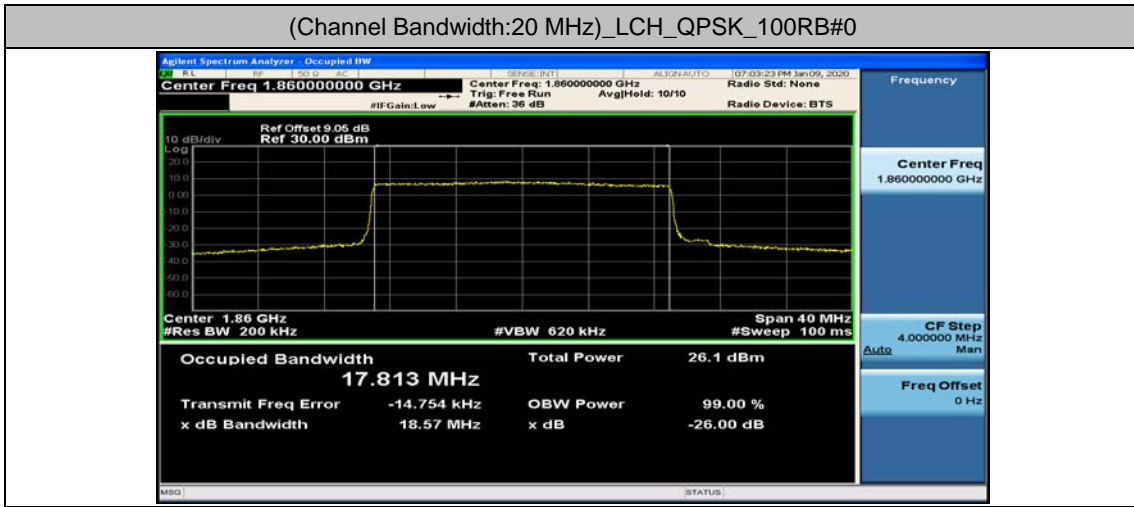 (Channel Bandwidth:20 MHz)_LCH_QPSK_100RB#0
Agilent Spectrum Analyzer - Occupied BW
LXI RL RF 50 Ω AC SENSE:INT ALIGN AUTO 07:03:23 PM Jan 09, 2020
Center Freq 1.860000000 GHz Center Freq: 1.860000000 GHz Radio Std: None
Trig: Free Run Avg|Hold: 10/10
#IFGain:Low #Atten: 36 dB Radio Device: BTS
Ref Offset 9.05 dB
10 dB/div Ref 30.00 dBm
Log
20.0
10.0
0.00
-10.0
-20.0
-30.0
-40.0
-50.0
-60.0
Center 1.86 GHz Span 40 MHz
#Res BW 200 kHz #VBW 620 kHz #Sweep 100 ms
Occupied Bandwidth Total Power 26.1 dBm
17.813 MHz
Transmit Freq Error -14.754 kHz OBW Power 99.00 %
x dB Bandwidth 18.57 MHz x dB -26.00 dB
MSG STATUS
Frequency
Center Freq
1.860000000 GHz
CF Step
4.000000 MHz
Auto Man
Freq Offset
0 Hz